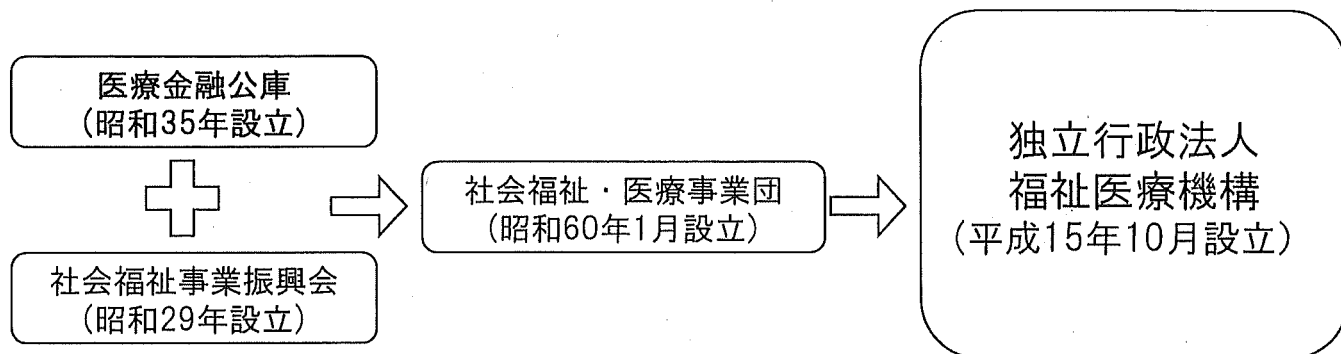 医療金融公庫
(昭和35年設立)
社会福祉事業振興会
(昭和29年設立)
社会福祉・医療事業団
(昭和60年1月設立)
独立行政法人
福祉医療機構
(平成15年10月設立)